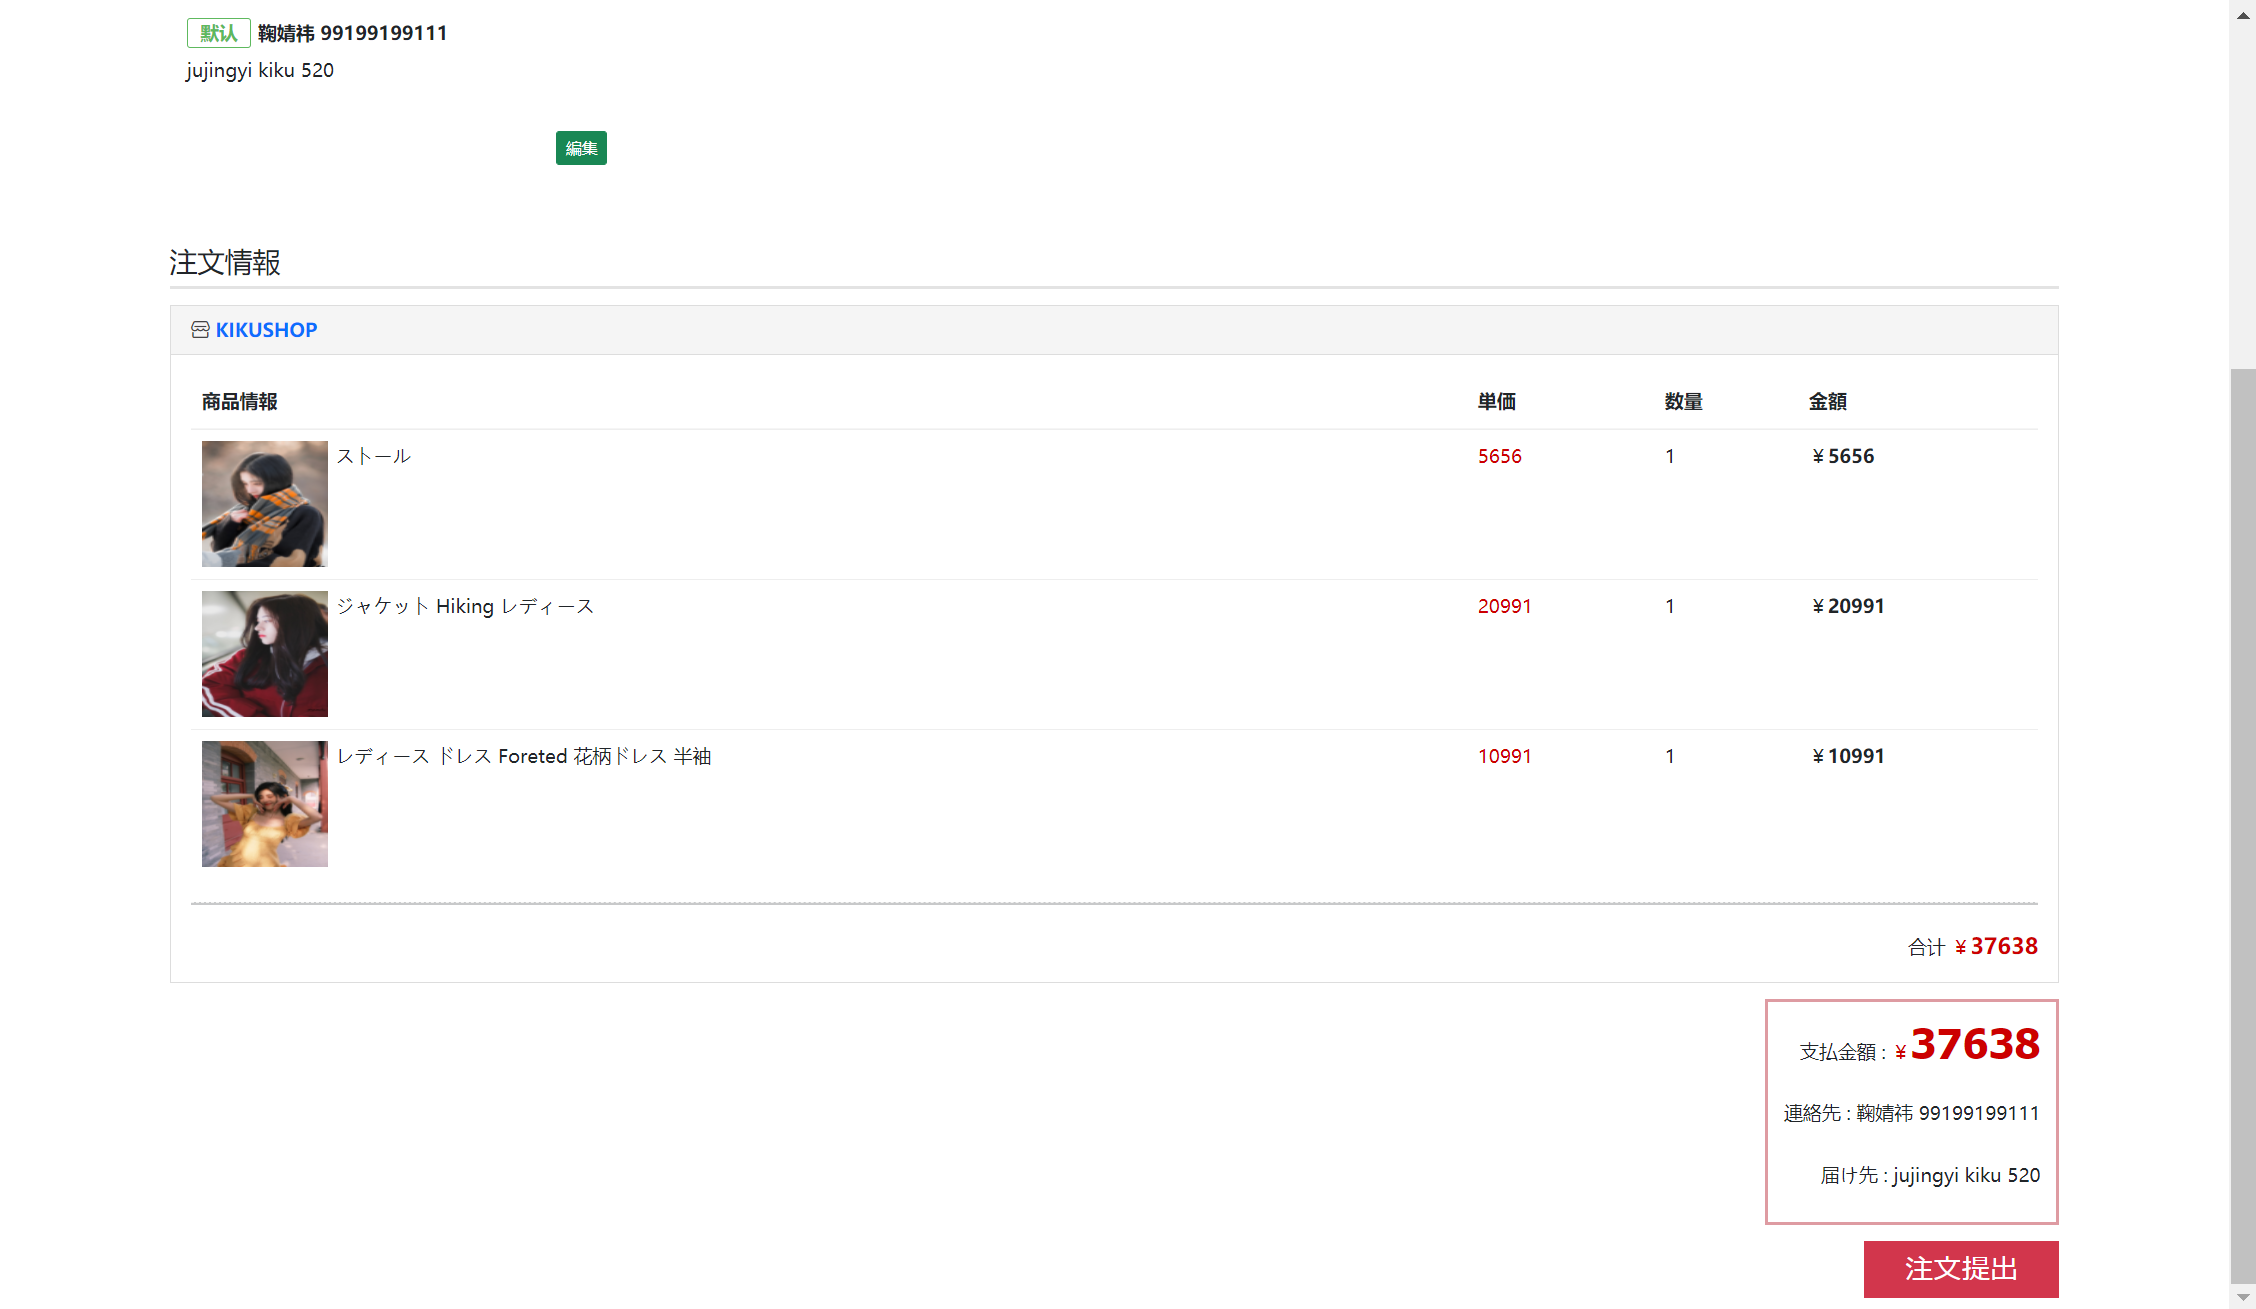 默认 鞠婧祎 99199199111
jujingyi kiku 520
編集
注文情報
KIKUSHOP
商品情報 単価 数量 金額
ストール 5656 1 ￥5656
ジャケット Hiking レディース 20991 1 ￥20991
レディース ドレス Foreted 花柄ドレス 半袖 10991 1 ￥10991
合计 ￥37638
支払金額 : ￥37638
連絡先 : 鞠婧祎 99199199111
届け先 : jujingyi kiku 520
注文提出